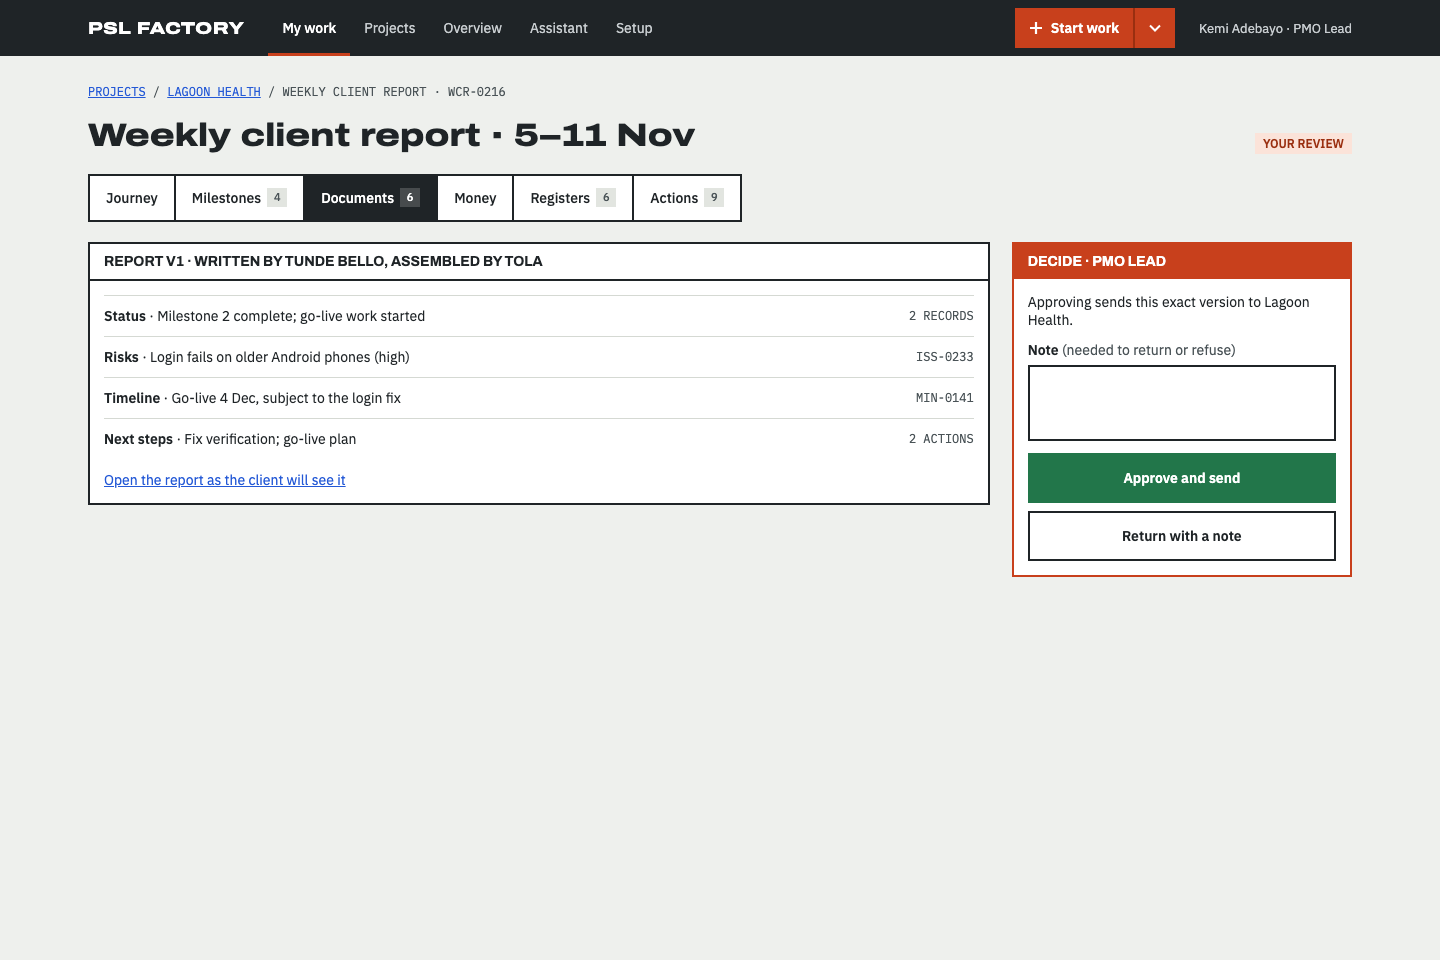 PSL FACTORY
My work
Projects
Overview
Assistant
Setup
+ Start work
Kemi Adebayo · PMO Lead
PROJECTS / LAGOON HEALTH / WEEKLY CLIENT REPORT · WCR-0216
Weekly client report · 5–11 Nov
YOUR REVIEW
Journey
Milestones 4
Documents 6
Money
Registers 6
Actions 9
REPORT V1 · WRITTEN BY TUNDE BELLO, ASSEMBLED BY TOLA
Status · Milestone 2 complete; go-live work started
2 RECORDS
Risks · Login fails on older Android phones (high)
ISS-0233
Timeline · Go-live 4 Dec, subject to the login fix
MIN-0141
Next steps · Fix verification; go-live plan
2 ACTIONS
Open the report as the client will see it
DECIDE · PMO LEAD
Approving sends this exact version to Lagoon
Health.
Note (needed to return or refuse)
Approve and send
Return with a note